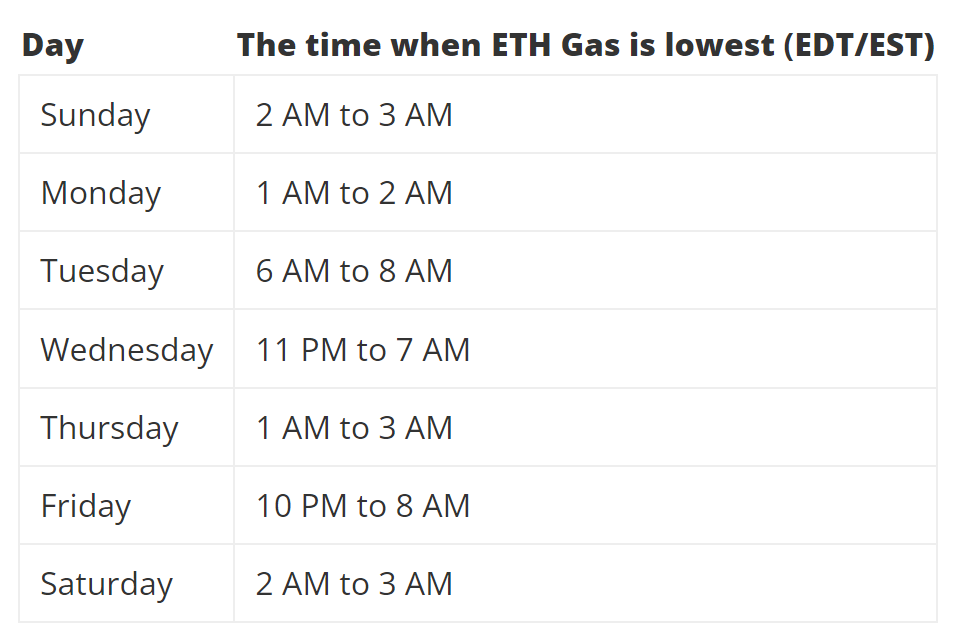 Day The time when ETH Gas is lowest (EDT/EST)
Sunday 2 AM to 3 AM
Monday 1 AM to 2 AM
Tuesday 6 AM to 8 AM
Wednesday 11 PM to 7 AM
Thursday 1 AM to 3 AM
Friday 10 PM to 8 AM
Saturday 2 AM to 3 AM